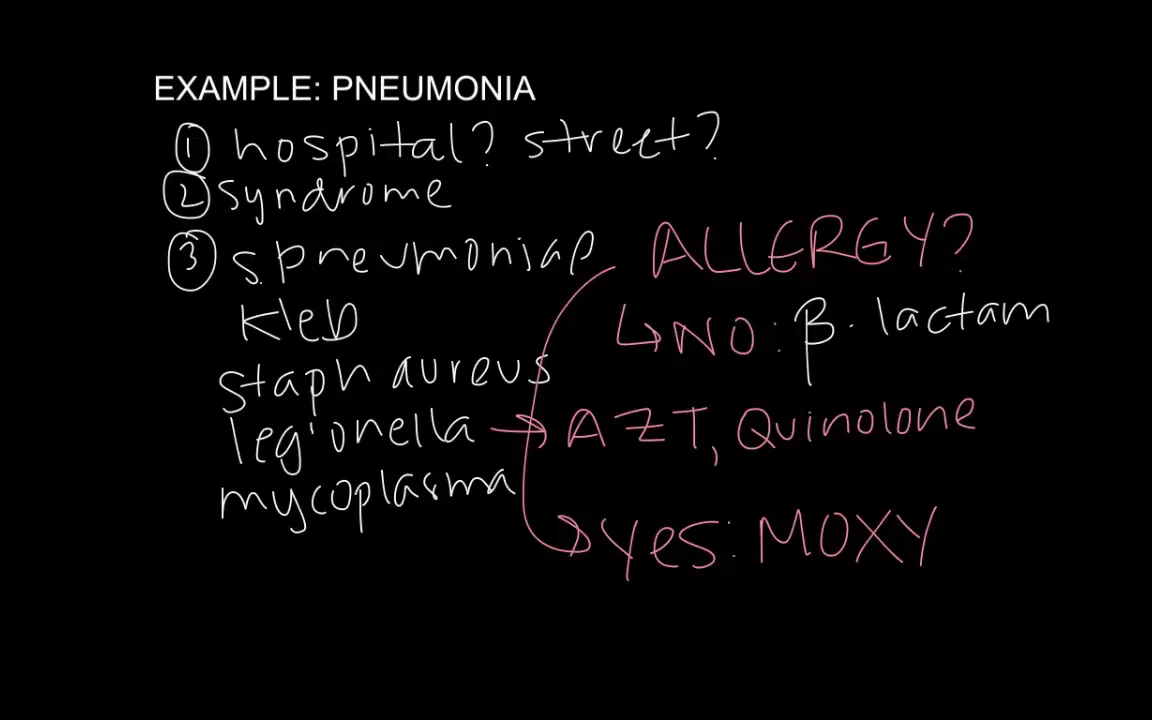 EXAMPLE: PNEUMONIA
① hospital? street?
② syndrome
③ s. pneumoniae
ALLERGY?
Kleb
↳ NO: β-lactam
staph aureus
legionella → AZT, Quinolone
mycoplasma
yes: MOXY